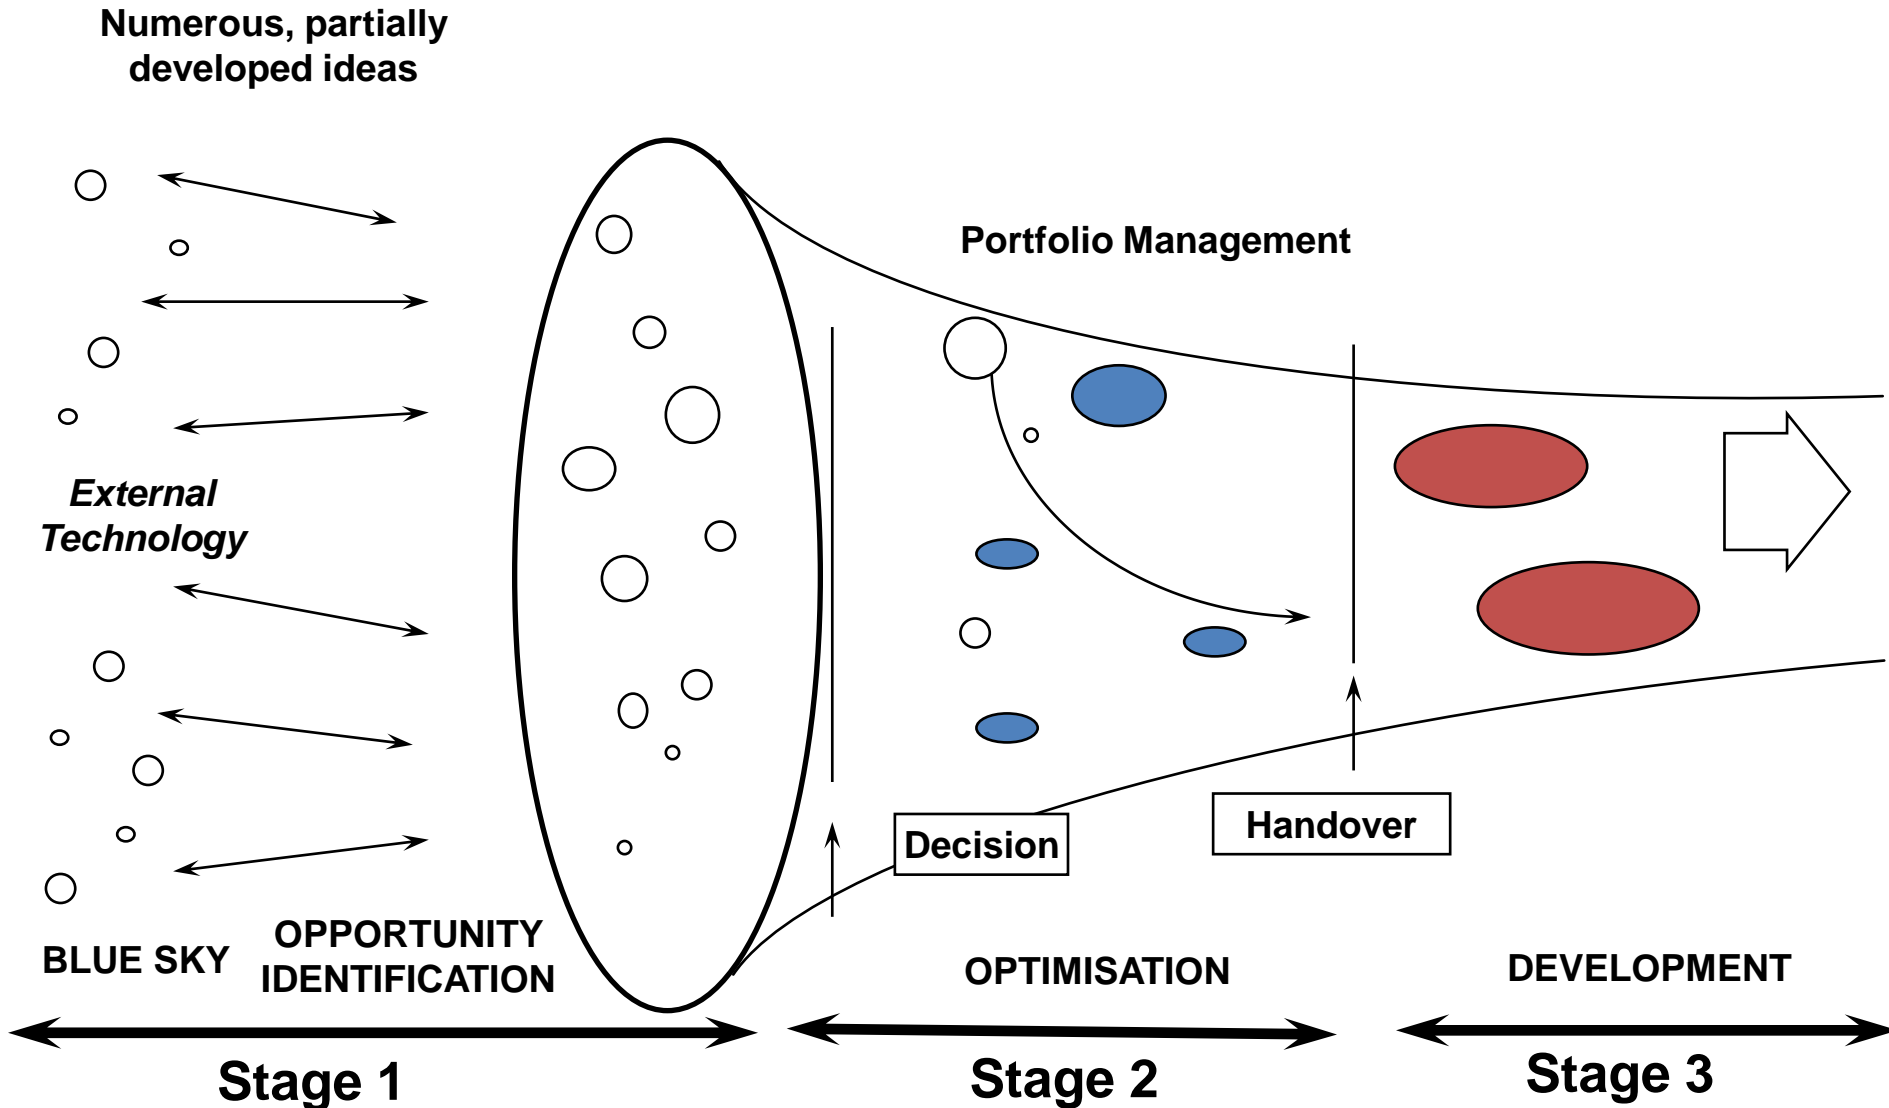 Numerous, partially
developed ideas
Portfolio Management
External
Technology
Decision
Handover
BLUE SKY
OPPORTUNITY
IDENTIFICATION
OPTIMISATION
DEVELOPMENT
Stage 1
Stage 2
Stage 3